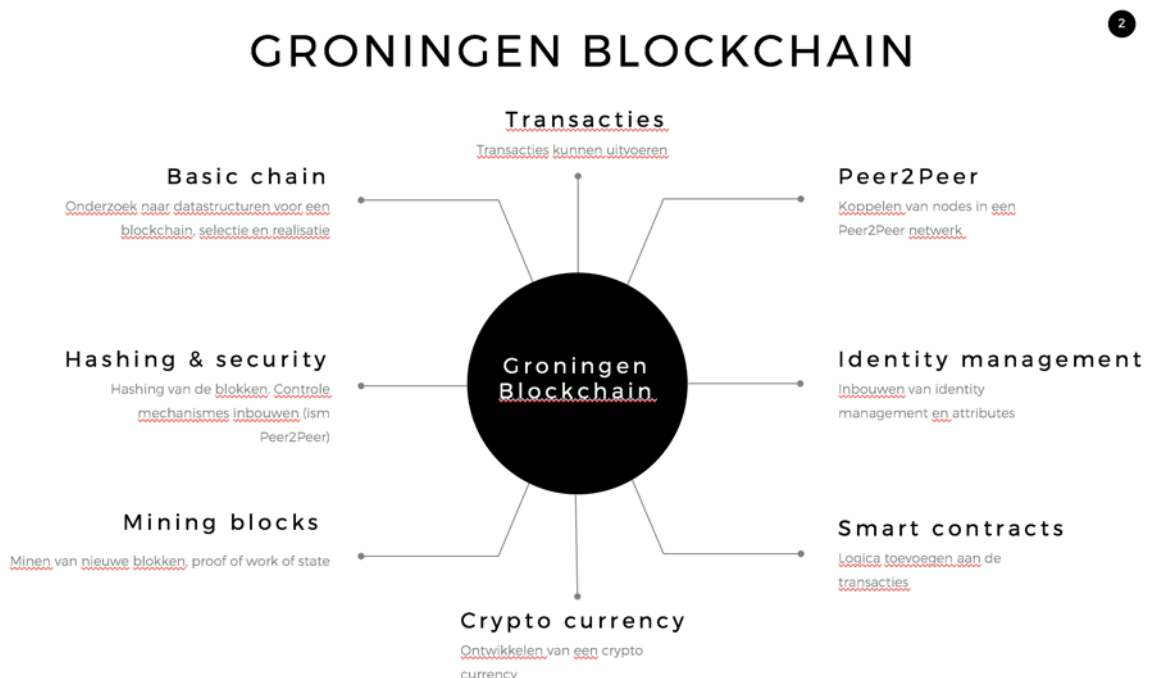 2
GRONINGEN BLOCKCHAIN
Transacties
Transacties kunnen uitvoeren
Basic chain
Onderzoek naar datastructuren voor een
blockchain, selectie en realisatie
Peer2Peer
Koppelen van nodes in een
Peer2Peer netwerk
Hashing & security
Hashing van de blokken, Controle
mechanismes inbouwen (ism
Peer2Peer)
Groningen
Blockchain
Identity management
Inbouwen van identity
management en attributes
Mining blocks
Minen van nieuwe blokken, proof of work of state
Smart contracts
Logica toevoegen aan de
transacties
Crypto currency
Ontwikkelen van een crypto
currency